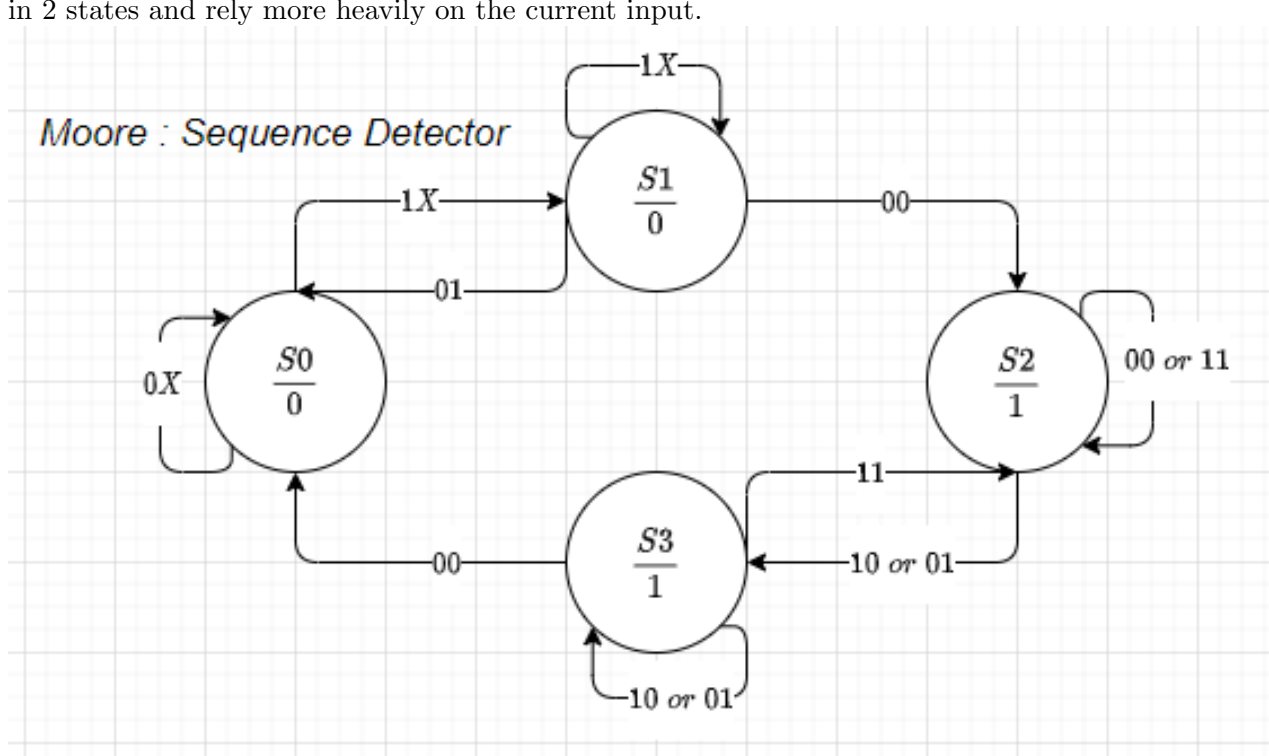 in 2 states and rely more heavily on the current input.
1X
Moore : Sequence Detector
S1
0
1X
00
01
S0
0
0X
S2
1
00 or 11
11
S3
1
00
10 or 01
10 or 01